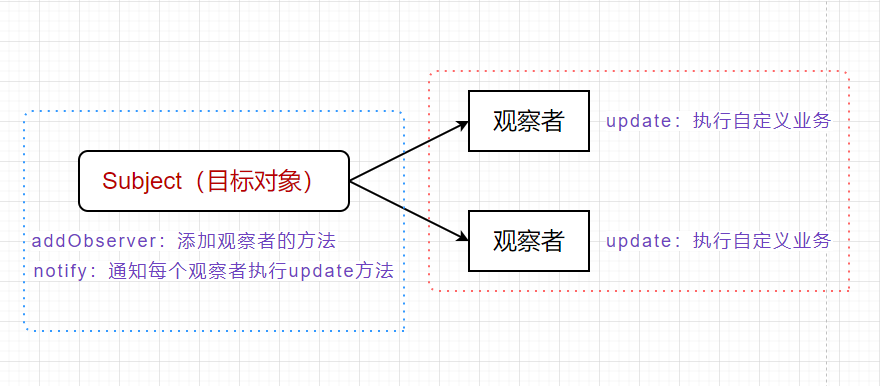 Subject（目标对象）
addObserver：添加观察者的方法
notify：通知每个观察者执行update方法
观察者
update：执行自定义业务
观察者
update：执行自定义业务